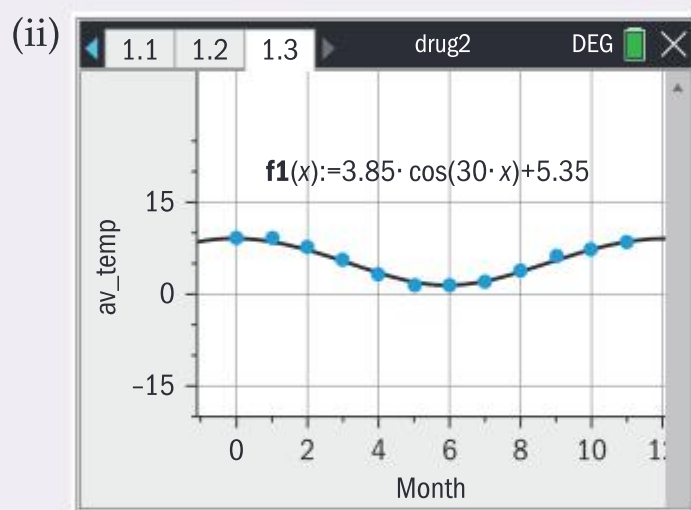 (ii)
1.1 1.2 1.3 drug2 DEG
f1(x):=3.85· cos(30·x)+5.35
15
av_temp
0
−15
0 2 4 6 8 10
Month